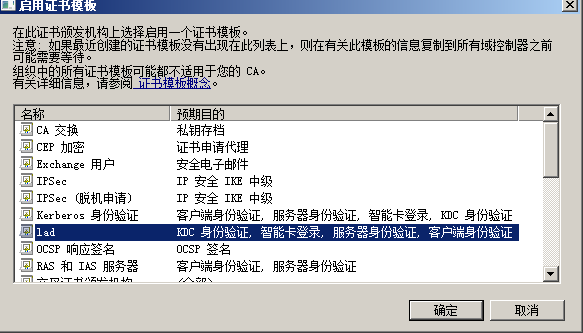 启用证书模板
在此证书颁发机构上选择启用一个证书模板。
注意: 如果最近创建的证书模板没有出现在此列表上，则在有关此模板的信息复制到所有域控制器之前
可能需要等待。
组织中的所有证书模板可能都不适用于您的 CA。
有关详细信息，请参阅 证书模板概念。
名称 预期目的
CA 交换 私钥存档
CEP 加密 证书申请代理
Exchange 用户 安全电子邮件
IPSec IP 安全 IKE 中级
IPSec (脱机申请) IP 安全 IKE 中级
Kerberos 身份验证 客户端身份验证, 服务器身份验证, 智能卡登录, KDC 身份验证
lad KDC 身份验证, 智能卡登录, 服务器身份验证, 客户端身份验证
OCSP 响应签名 OCSP 签名
RAS 和 IAS 服务器 客户端身份验证, 服务器身份验证
确定 取消